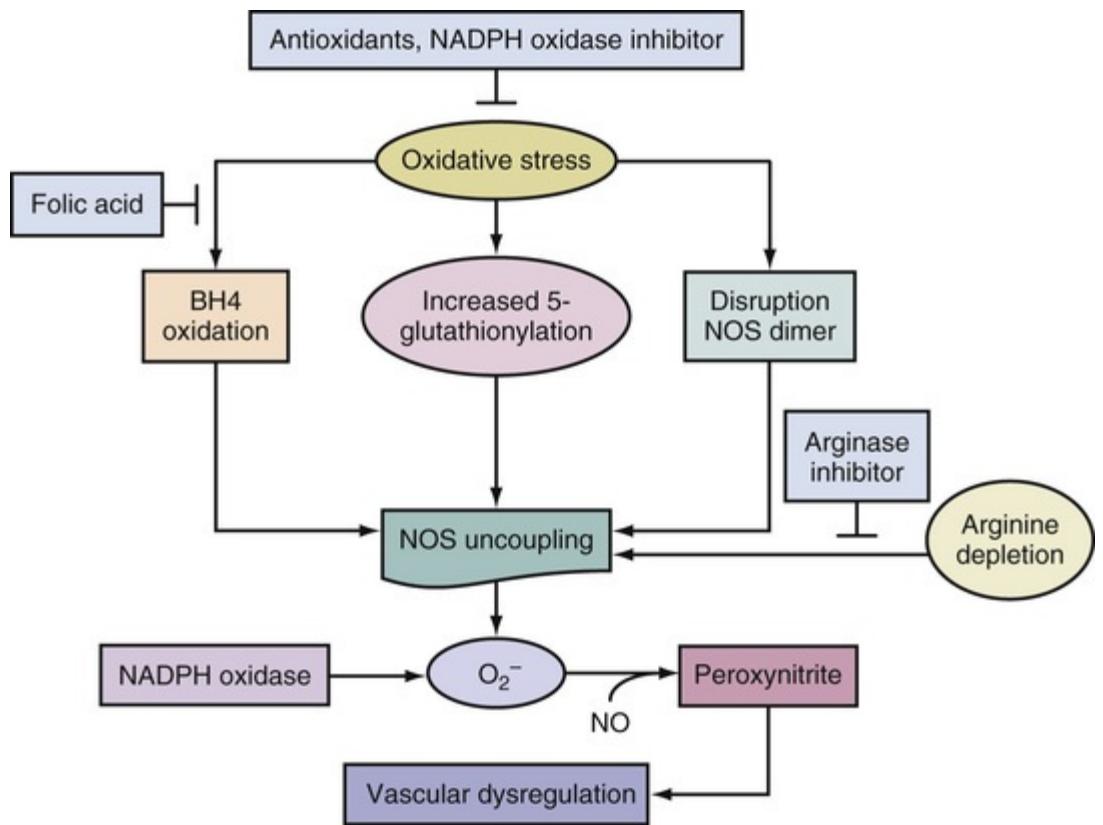 Antioxidants, NADPH oxidase inhibitor
Oxidative stress
Folic acid
BH4
oxidation
Increased 5-
glutathionylation
Disruption
NOS dimer
Arginase
inhibitor
NOS uncoupling
Arginine
depletion
NADPH oxidase
O₂⁻
NO
Peroxynitrite
Vascular dysregulation